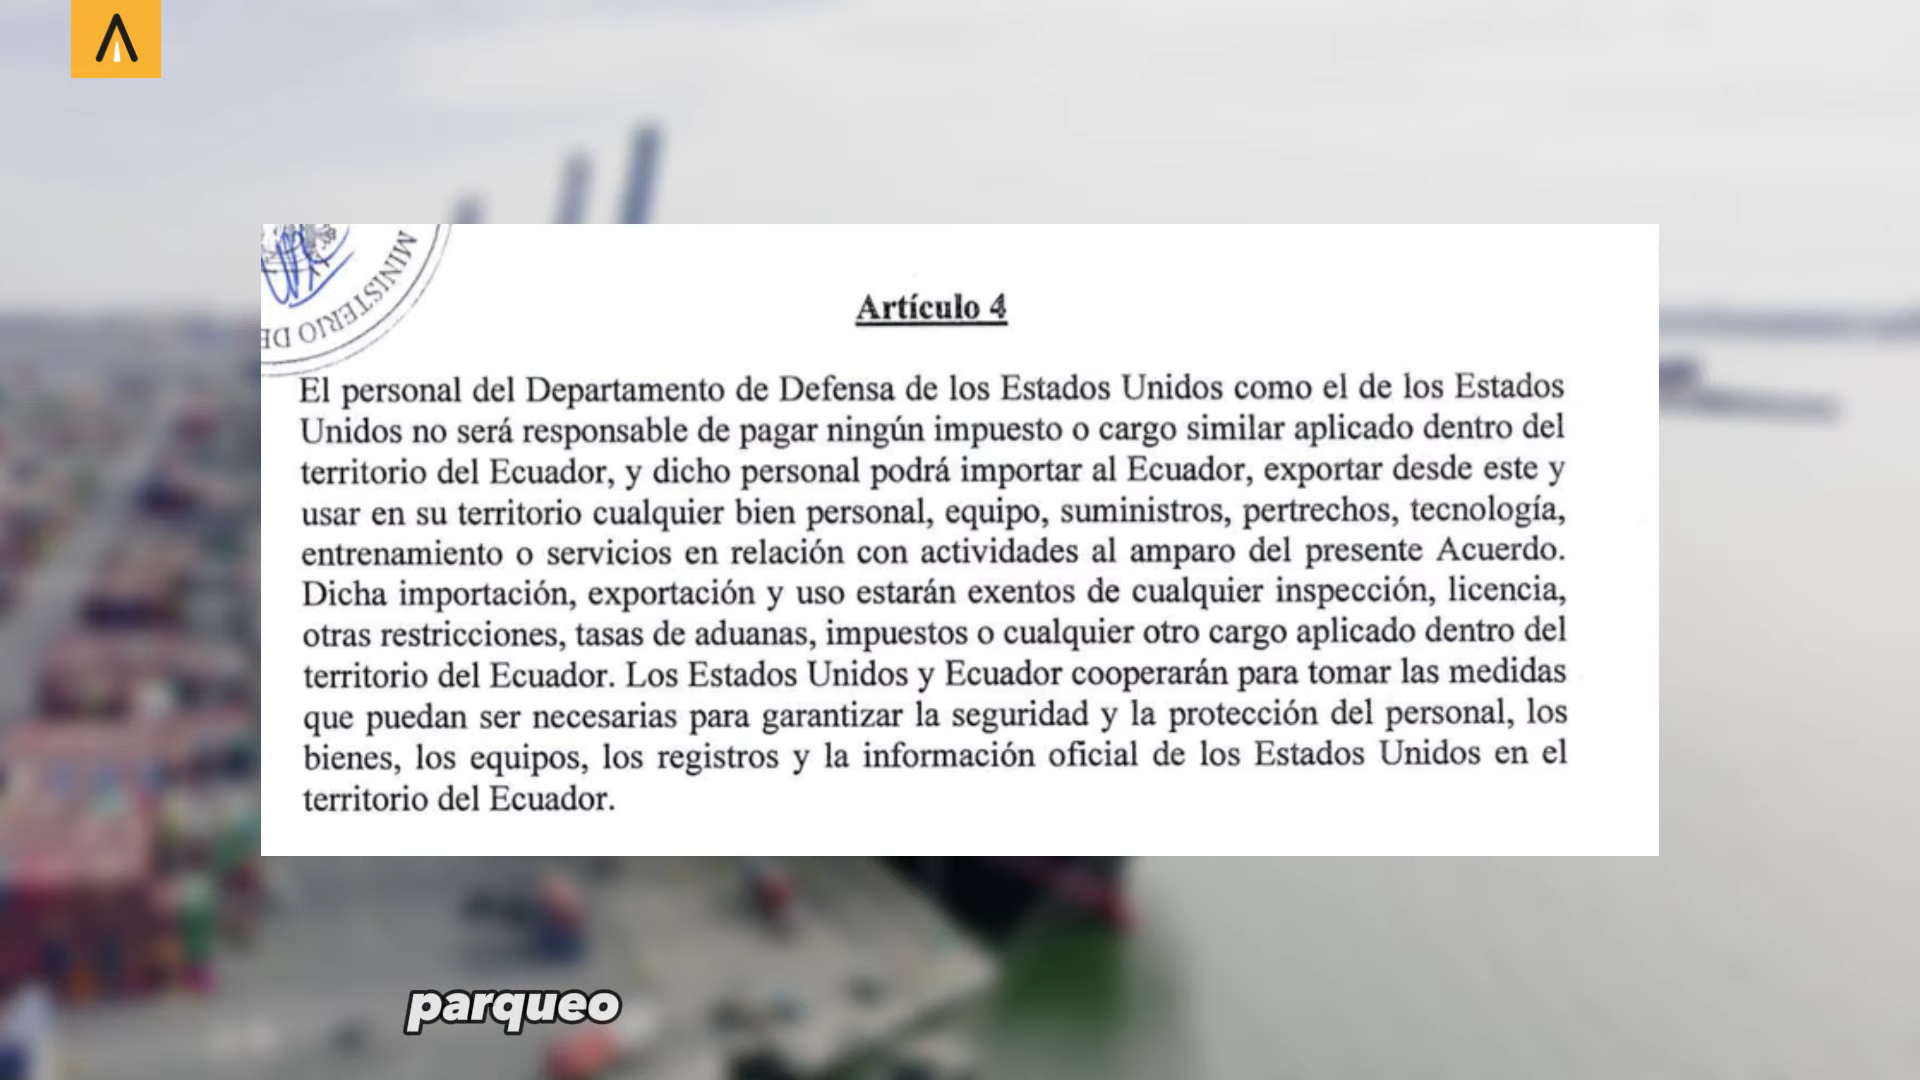 MINISTERIO DE
Artículo 4
El personal del Departamento de Defensa de los Estados Unidos como el de los Estados
Unidos no será responsable de pagar ningún impuesto o cargo similar aplicado dentro del
territorio del Ecuador, y dicho personal podrá importar al Ecuador, exportar desde este y
usar en su territorio cualquier bien personal, equipo, suministros, pertrechos, tecnología,
entrenamiento o servicios en relación con actividades al amparo del presente Acuerdo.
Dicha importación, exportación y uso estarán exentos de cualquier inspección, licencia,
otras restricciones, tasas de aduanas, impuestos o cualquier otro cargo aplicado dentro del
territorio del Ecuador. Los Estados Unidos y Ecuador cooperarán para tomar las medidas
que puedan ser necesarias para garantizar la seguridad y la protección del personal, los
bienes, los equipos, los registros y la información oficial de los Estados Unidos en el
territorio del Ecuador.
parqueo